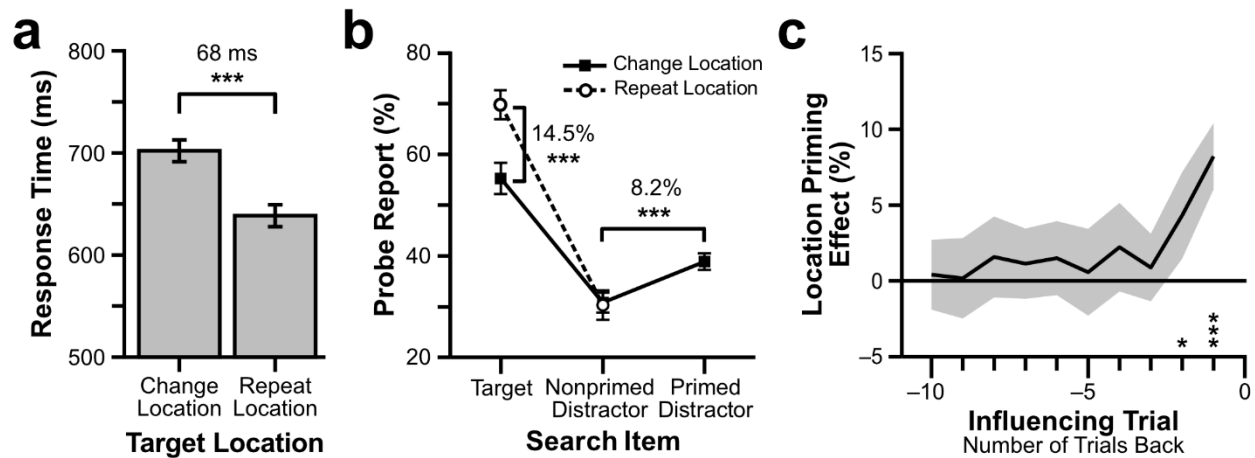 a
Response Time (ms)
800
700
600
500
68 ms
***
Change
Location
Repeat
Location
Target Location
b
Probe Report (%)
80
60
40
20
Change Location
Repeat Location
14.5%
***
8.2%
***
Target
Nonprimed
Distractor
Primed
Distractor
Search Item
c
Location Priming
Effect (%)
15
10
5
0
–5
*
***
–10
–5
0
Influencing Trial
Number of Trials Back